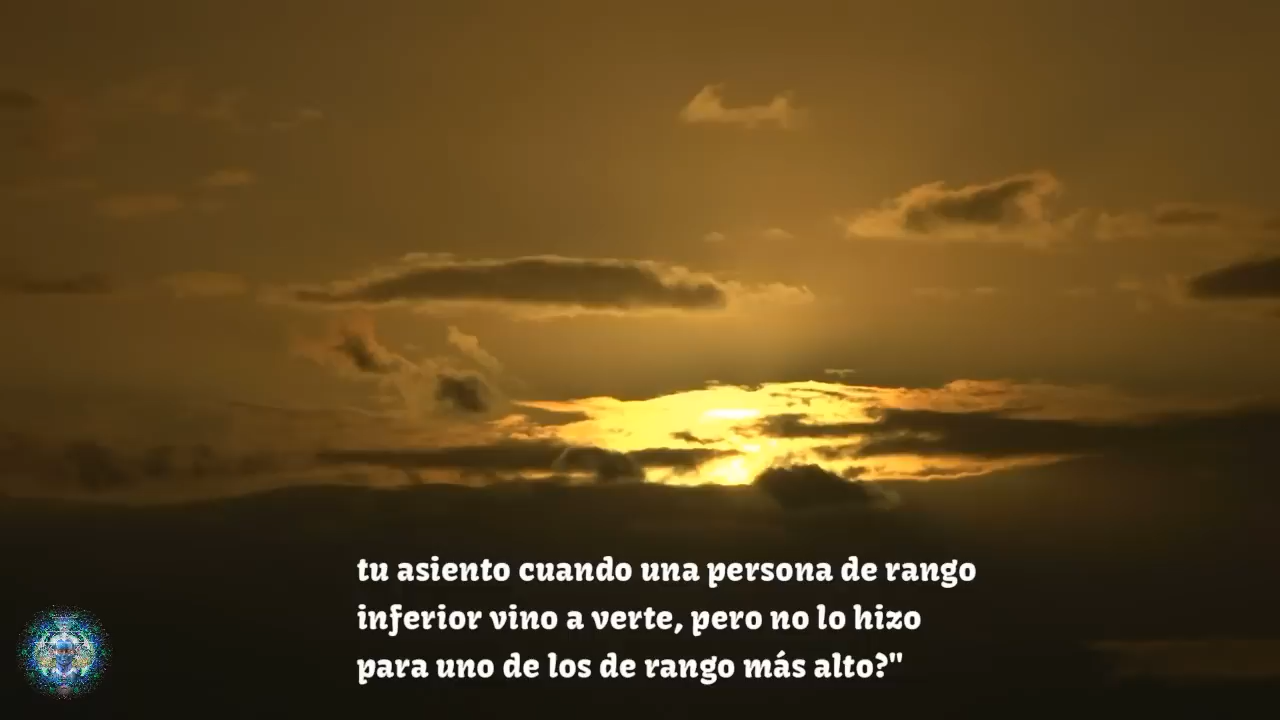 tu asiento cuando una persona de rango
inferior vino a verte, pero no lo hizo
para uno de los de rango más alto?"